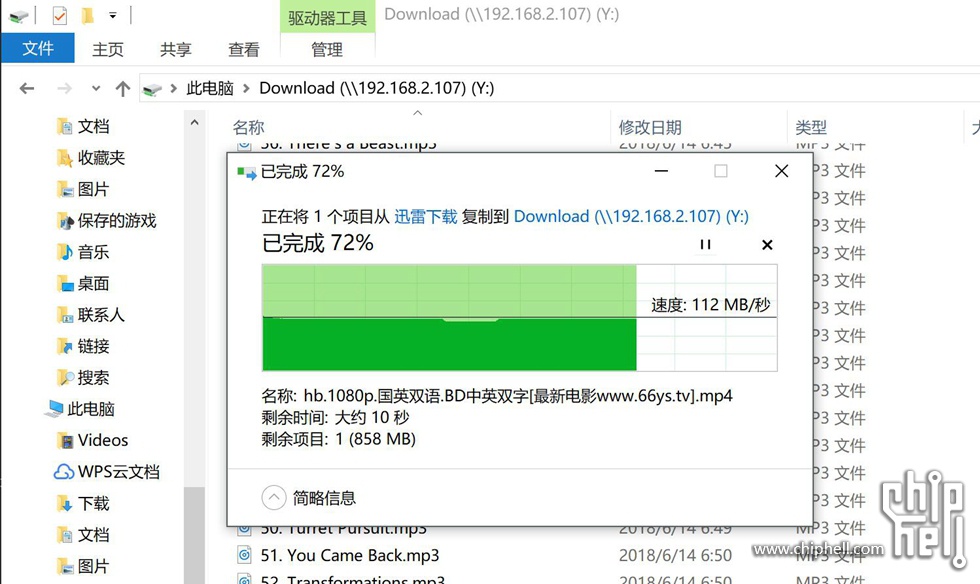 驱动器工具
Download (\\192.168.2.107) (Y:)
文件
主页
共享
查看
管理
此电脑
Download (\\192.168.2.107) (Y:)
文档
收藏夹
图片
保存的游戏
音乐
桌面
联系人
链接
搜索
此电脑
Videos
WPS云文档
下载
文档
图片
名称
修改日期
类型
大
36. There's a Beast.mp3
2018/6/14 6:45
MP3 文件
P3 文件
P3 文件
P3 文件
P3 文件
P3 文件
P3 文件
P3 文件
P3 文件
P3 文件
P3 文件
P3 文件
P3 文件
P3 文件
已完成 72%
正在将 1 个项目从 迅雷下载 复制到 Download (\\192.168.2.107) (Y:)
已完成 72%
速度: 112 MB/秒
名称: hb.1080p.国英双语.BD中英双字[最新电影www.66ys.tv].mp4
剩余时间: 大约 10 秒
剩余项目: 1 (858 MB)
简略信息
50. Turret Pursuit.mp3
2018/6/14 6:49
MP3 文件
51. You Came Back.mp3
2018/6/14 6:50
MP3 文件
52. Transformations.mp3
2018/6/14 6:50
MP3 文件
chip
hell
www.chiphell.com